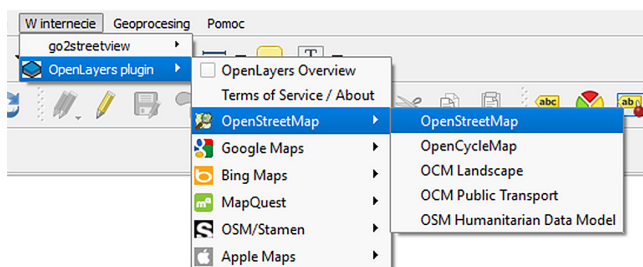 W internecie Geoprocesing Pomoc
go2streetview
OpenLayers plugin
OpenLayers Overview
Terms of Service / About
OpenStreetMap
Google Maps
Bing Maps
MapQuest
OSM/Stamen
Apple Maps
OpenStreetMap
OpenCycleMap
OCM Landscape
OCM Public Transport
OSM Humanitarian Data Model
T
abc
ab